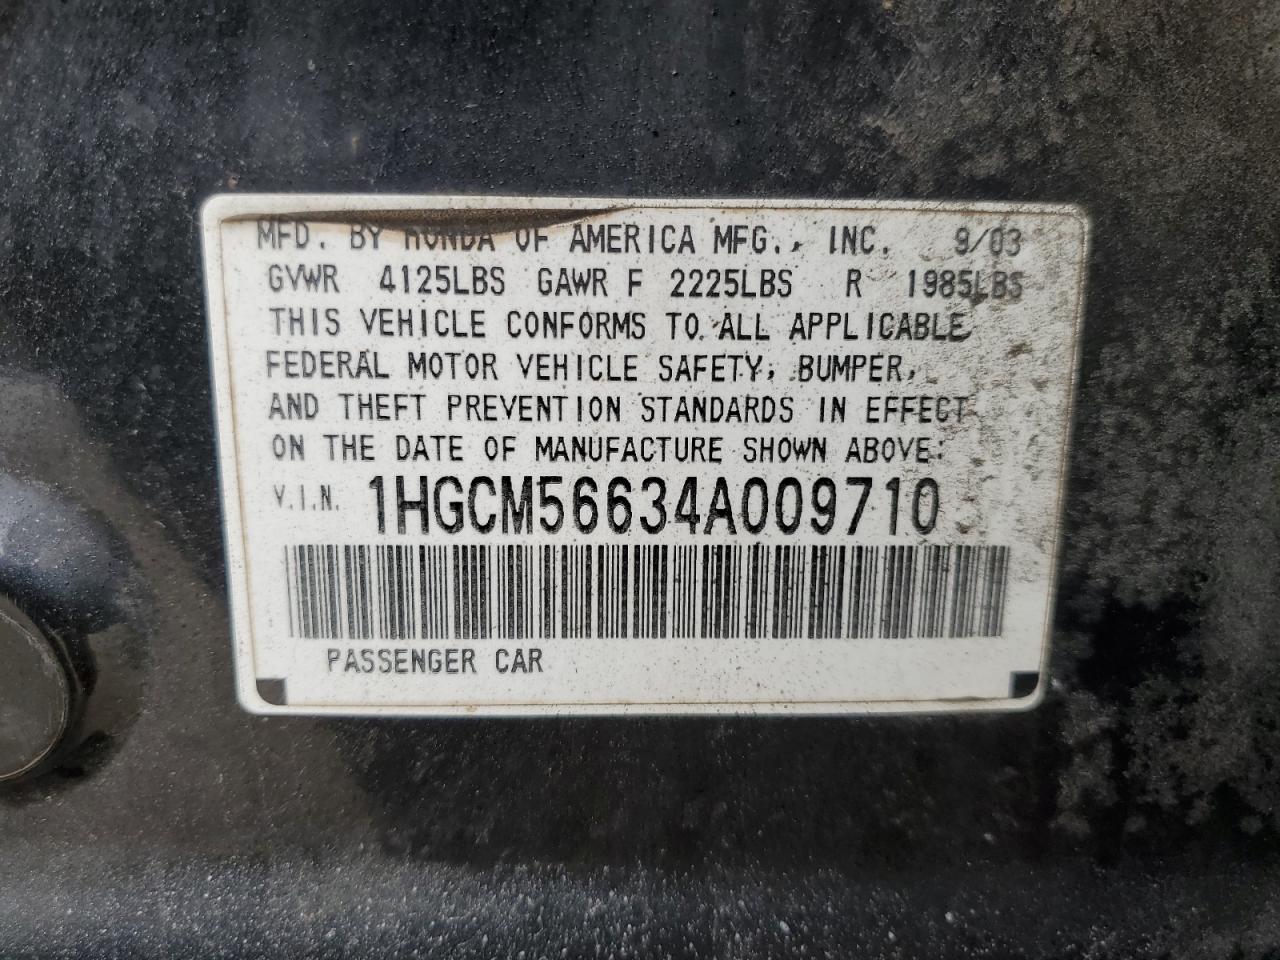 MFD. BY HONDA OF AMERICA MFG., INC. 9/03
GVWR 4125LBS GAWR F 2225LBS R 1985LBS
THIS VEHICLE CONFORMS TO ALL APPLICABLE
FEDERAL MOTOR VEHICLE SAFETY, BUMPER,
AND THEFT PREVENTION STANDARDS IN EFFECT
ON THE DATE OF MANUFACTURE SHOWN ABOVE:
V.I.N. 1HGCM56634A009710
PASSENGER CAR